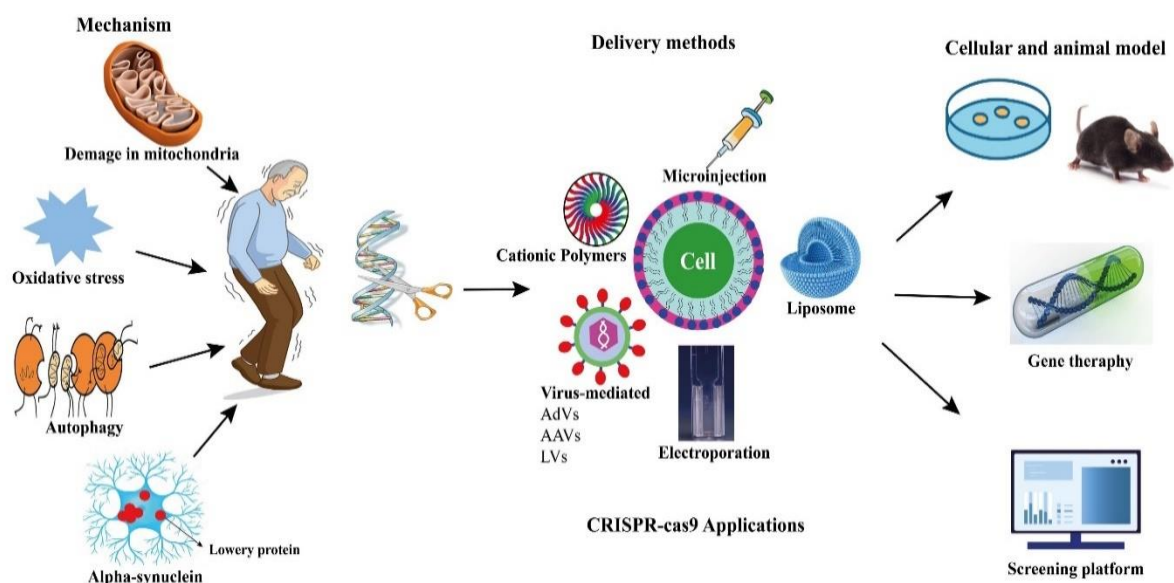 Mechanism
Demage in mitochondria
Oxidative stress
Autophagy
Lowery protein
Alpha-synuclein
Delivery methods
Microinjection
Cationic Polymers
Cell
Liposome
Virus-mediated
AdVs
AAVs
LVs
Electroporation
CRISPR-cas9 Applications
Cellular and animal model
Gene theraphy
Screening platform